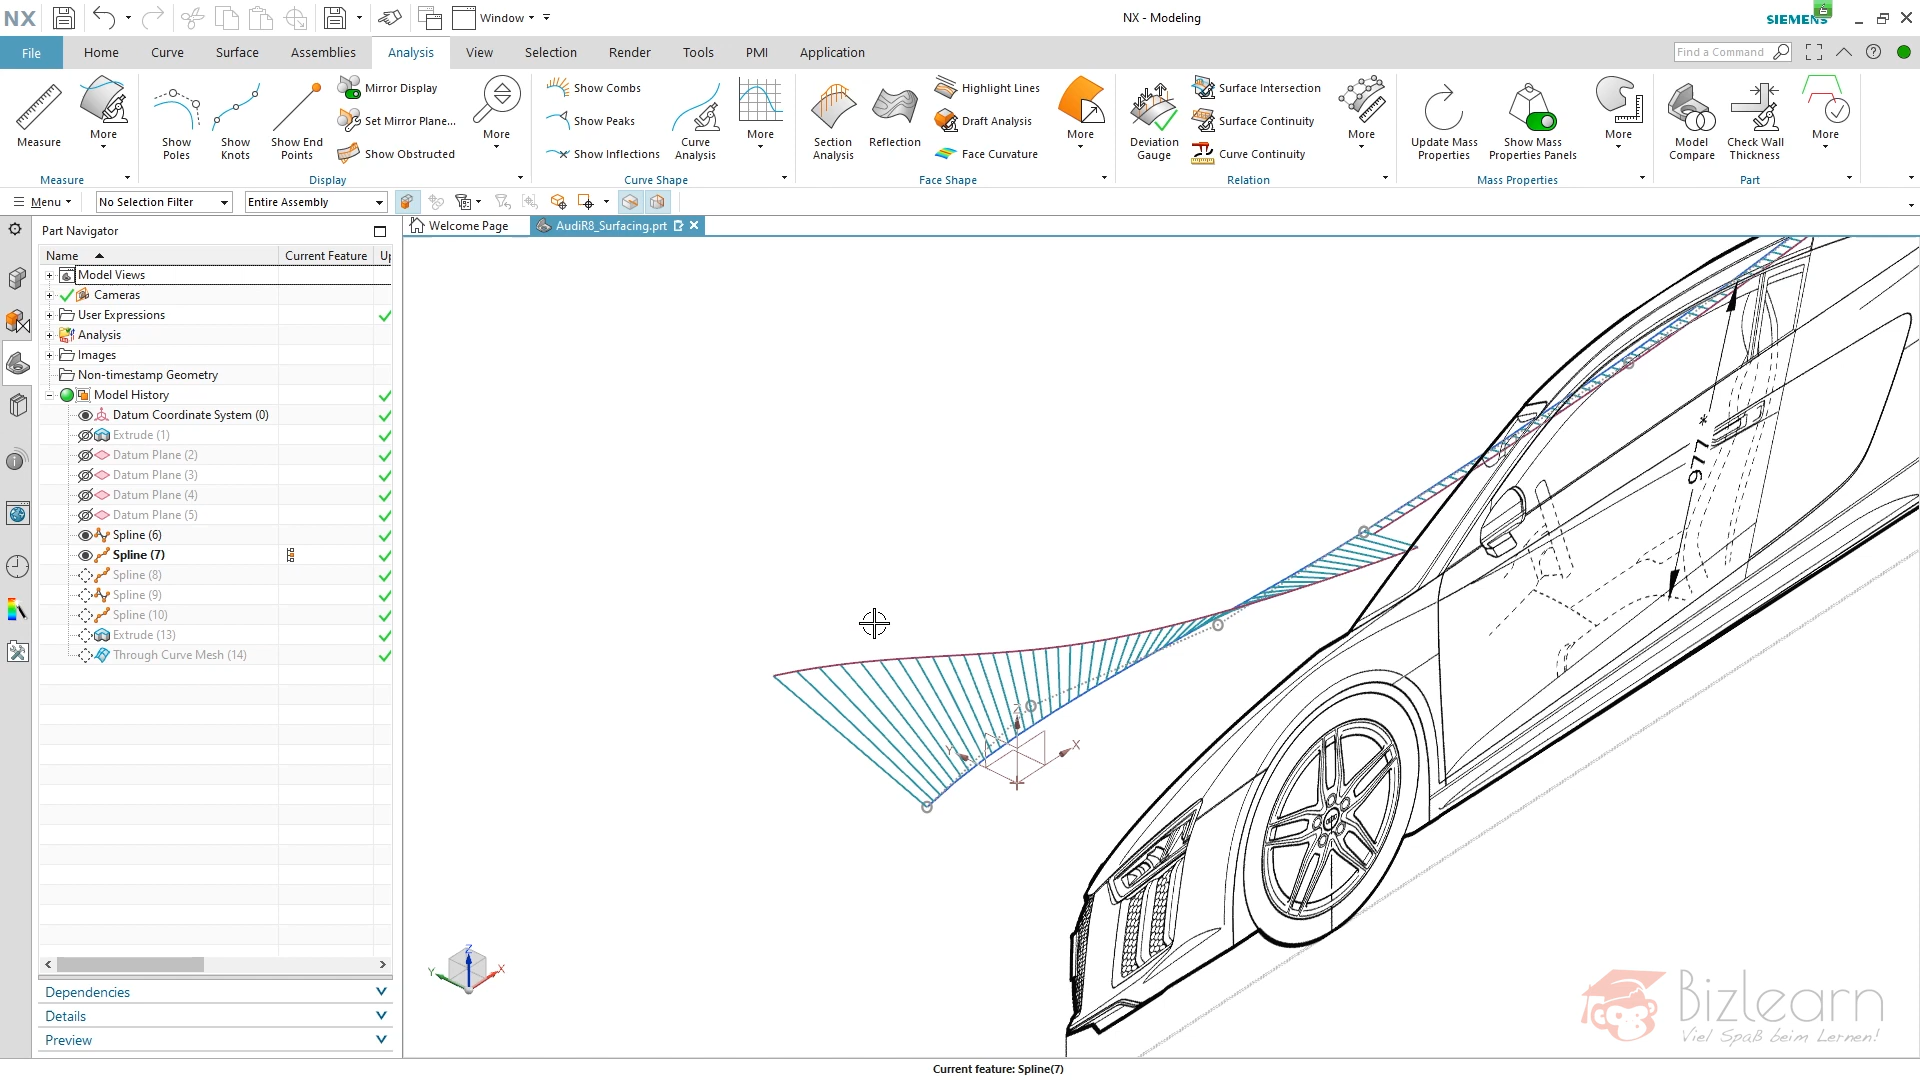 NX
Window
NX - Modeling
SIEMENS
File
Home
Curve
Surface
Assemblies
Analysis
View
Selection
Render
Tools
PMI
Application
Find a Command
Measure
More
Show Poles
Show Knots
Show End Points
Mirror Display
Set Mirror Plane...
Show Obstructed
More
Show Combs
Show Peaks
Show Inflections
Curve Analysis
More
Section Analysis
Reflection
Highlight Lines
Draft Analysis
Face Curvature
More
Deviation Gauge
Surface Intersection
Surface Continuity
Curve Continuity
More
Update Mass Properties
Show Mass Properties Panels
More
Model Compare
Check Wall Thickness
More
Measure
Display
Curve Shape
Face Shape
Relation
Mass Properties
Part
Menu
No Selection Filter
Entire Assembly
Part Navigator
Welcome Page
AudiR8_Surfacing.prt
Name
Current Feature
Up
Model Views
Cameras
User Expressions
Analysis
Images
Non-timestamp Geometry
Model History
Datum Coordinate System (0)
Extrude (1)
Datum Plane (2)
Datum Plane (3)
Datum Plane (4)
Datum Plane (5)
Spline (6)
Spline (7)
Spline (8)
Spline (9)
Spline (10)
Extrude (13)
Through Curve Mesh (14)
Dependencies
Details
Preview
977 *
Z
Y
X
Z
Y
X
Bizlearn
Viel Spaß beim Lernen!
Current feature: Spline(7)